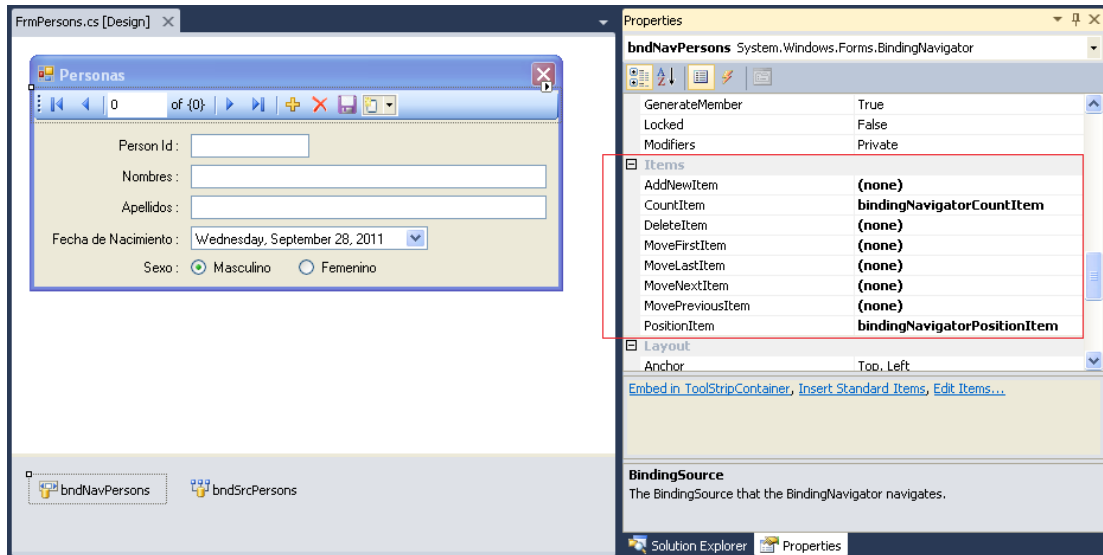 FrmPersons.cs [Design]
Personas
0 of {0}
Person Id :
Nombres :
Apellidos :
Fecha de Nacimiento : Wednesday, September 28, 2011
Sexo : Masculino Femenino
bndNavPersons bndSrcPersons
Properties
bndNavPersons System.Windows.Forms.BindingNavigator
GenerateMember True
Locked False
Modifiers Private
Items
AddNewItem (none)
CountItem bindingNavigatorCountItem
DeleteItem (none)
MoveFirstItem (none)
MoveLastItem (none)
MoveNextItem (none)
MovePreviousItem (none)
PositionItem bindingNavigatorPositionItem
Layout
Anchor Top, Left
Embed in ToolStripContainer, Insert Standard Items, Edit Items...
BindingSource
The BindingSource that the BindingNavigator navigates.
Solution Explorer Properties